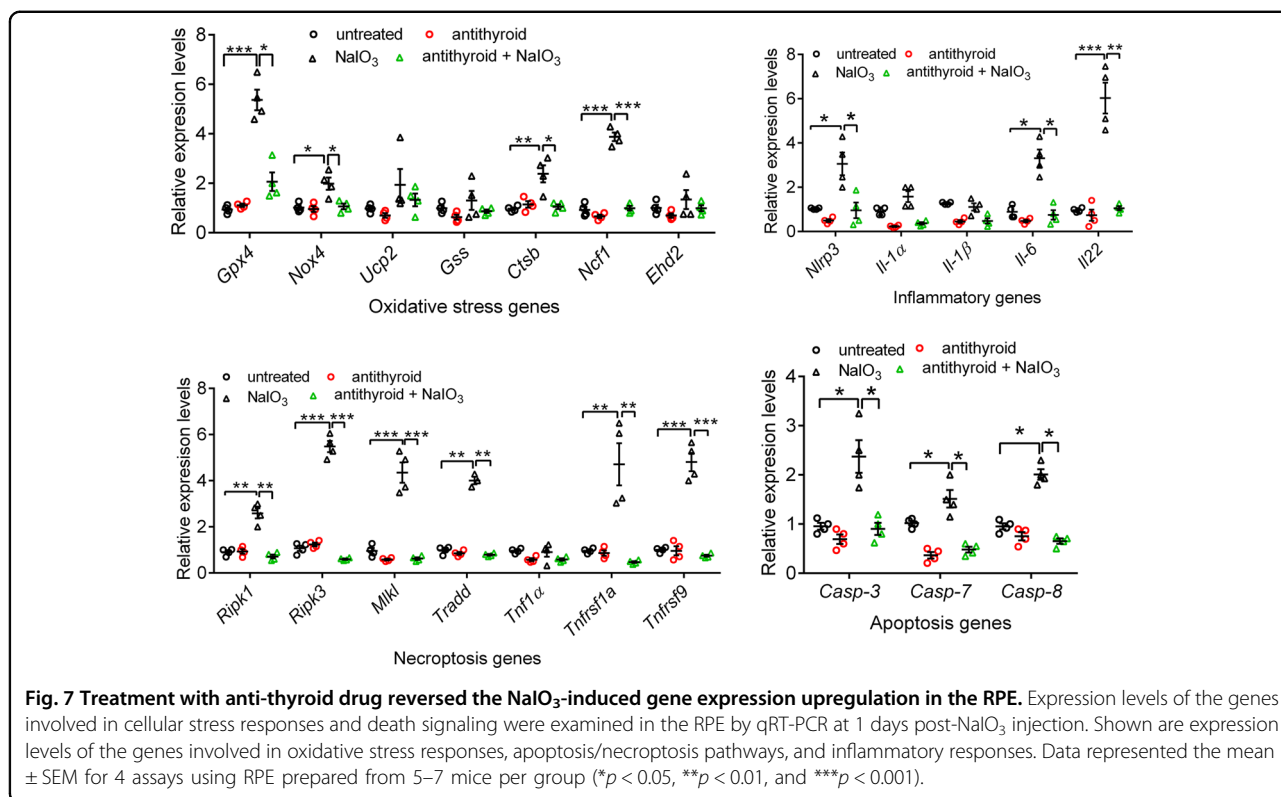 untreated
antithyroid
NaIO₃
antithyroid + NaIO₃
Relative expression levels
8
6
4
2
0
***
*
*
*
**
*
***
***
Gpx4
Nox4
Ucp2
Gss
Ctsb
Ncf1
Ehd2
Oxidative stress genes
untreated
antithyroid
NaIO₃
antithyroid + NaIO₃
Relative expression levels
8
6
4
2
0
*
*
*
*
***
**
Nlrp3
Il-1α
Il-1β
Il-6
Il22
Inflammatory genes
untreated
antithyroid
NaIO₃
antithyroid + NaIO₃
Relative expresison levels
8
6
4
2
0
**
**
***
***
***
***
**
**
**
**
***
***
Ripk1
Ripk3
Mlkl
Tradd
Tnf1α
Tnfrsf1a
Tnfrsf9
Necroptosis genes
untreated
antithyroid
NaIO₃
antithyroid + NaIO₃
Relative expression levels
4
3
2
1
0
*
*
*
*
*
*
Casp-3
Casp-7
Casp-8
Apoptosis genes
Fig. 7 Treatment with anti-thyroid drug reversed the NaIO₃-induced gene expression upregulation in the RPE. Expression levels of the genes
involved in cellular stress responses and death signaling were examined in the RPE by qRT-PCR at 1 days post-NaIO₃ injection. Shown are expression
levels of the genes involved in oxidative stress responses, apoptosis/necroptosis pathways, and inflammatory responses. Data represented the mean
± SEM for 4 assays using RPE prepared from 5–7 mice per group (*p < 0.05, **p < 0.01, and ***p < 0.001).